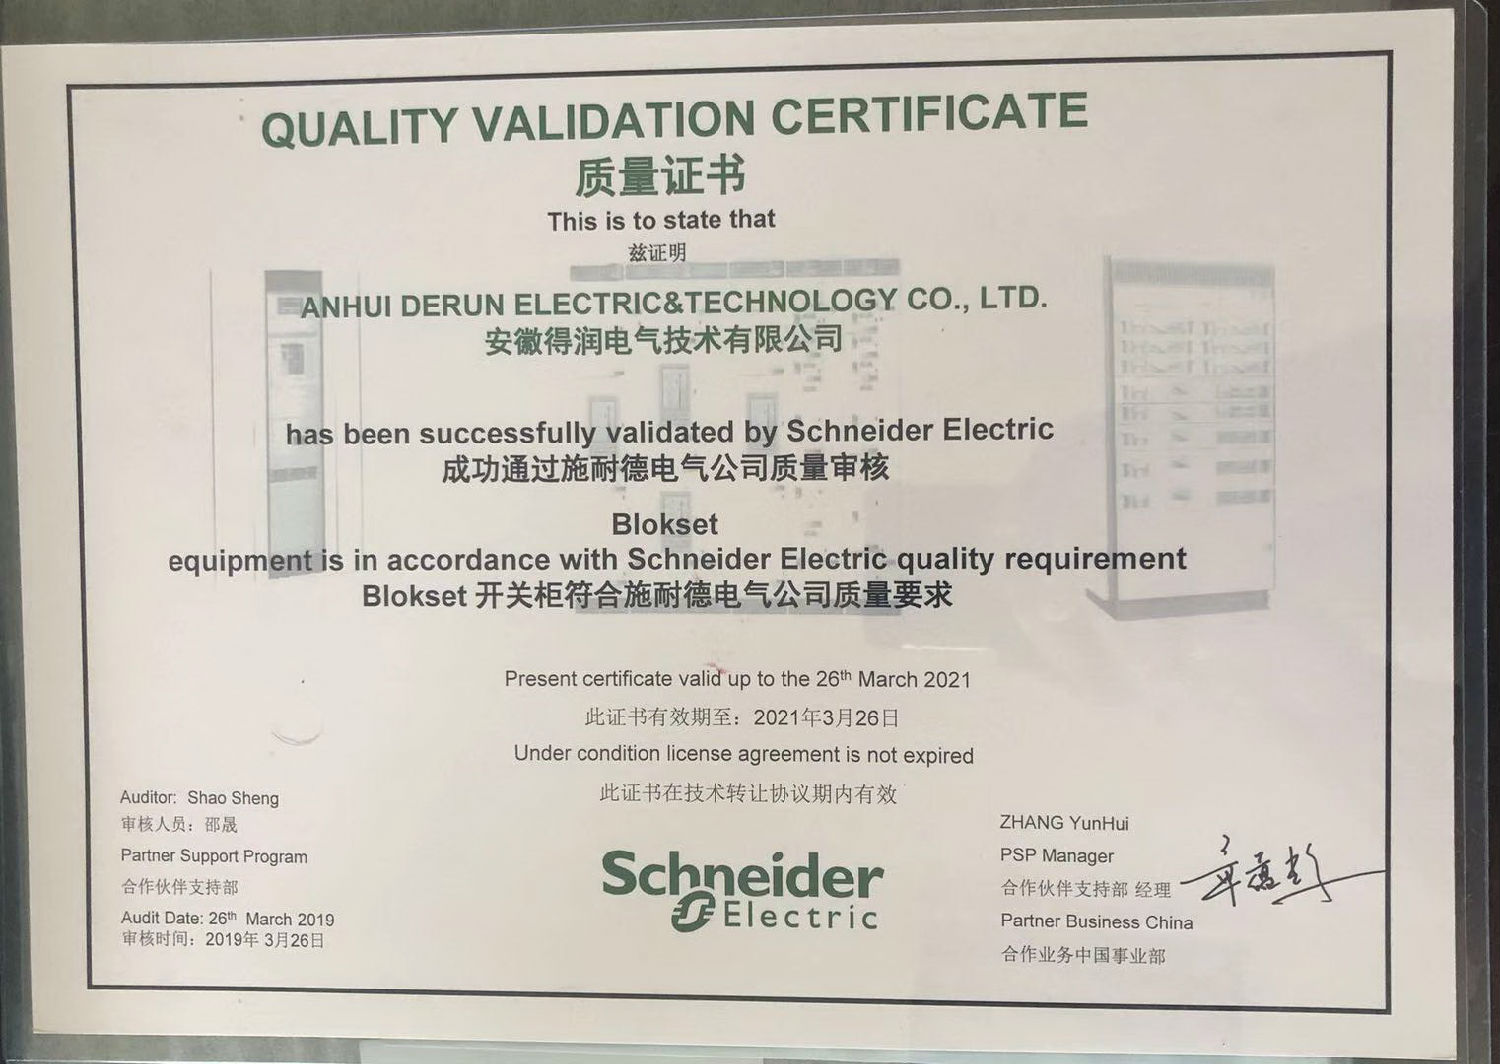 QUALITY VALIDATION CERTIFICATE
质量证书
This is to state that
兹证明
ANHUI DERUN ELECTRIC&TECHNOLOGY CO., LTD.
安徽得润电气技术有限公司
has been successfully validated by Schneider Electric
成功通过施耐德电气公司质量审核
Blokset
equipment is in accordance with Schneider Electric quality requirement
Blokset 开关柜符合施耐德电气公司质量要求
Present certificate valid up to the 26th March 2021
此证书有效期至：2021年3月26日
Under condition license agreement is not expired
此证书在技术转让协议期内有效
Auditor: Shao Sheng
审核人员：邵晟
Partner Support Program
合作伙伴支持部
Audit Date: 26th March 2019
审核时间：2019年 3月26日
Schneider
Electric
ZHANG YunHui
PSP Manager
合作伙伴支持部 经理
Partner Business China
合作业务中国事业部